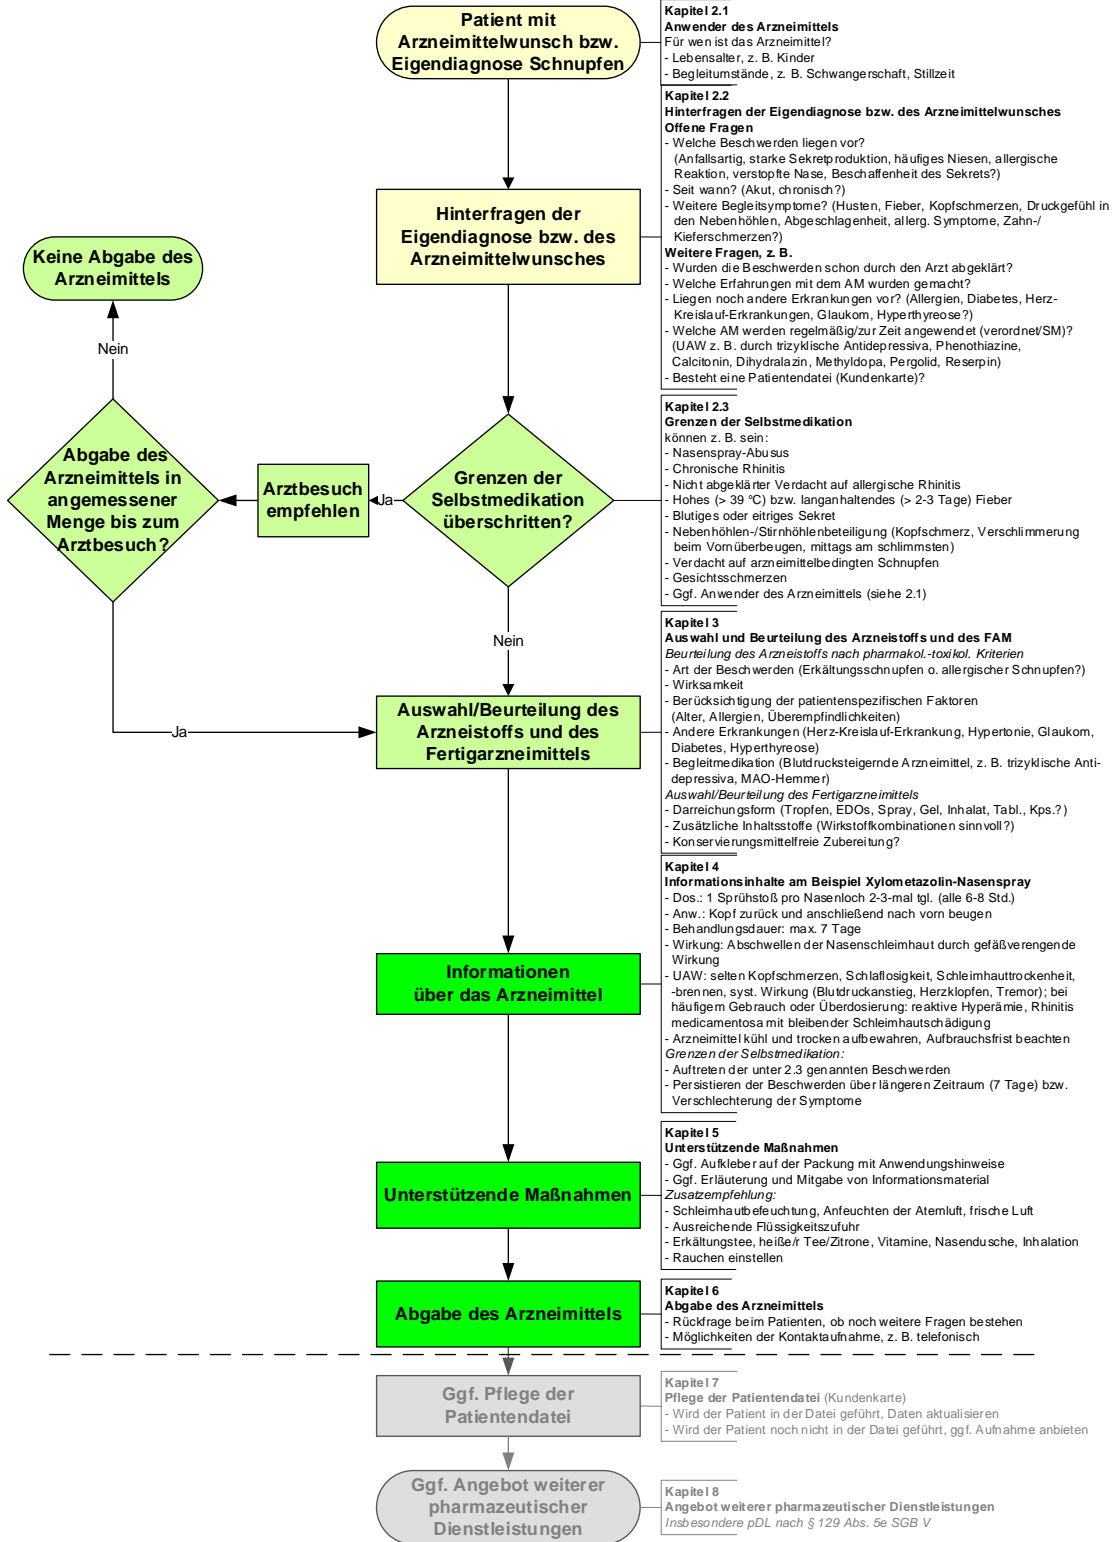 Patient mit
Arzneimittelwunsch bzw.
Eigendiagnose Schnupfen
Kapitel 2.1
Anwender des Arzneimittels
Für wen ist das Arzneimittel?
- Lebensalter, z. B. Kinder
- Begleitumstände, z. B. Schwangerschaft, Stillzeit
Hinterfragen der
Eigendiagnose bzw. des
Arzneimittelwunsches
Kapitel 2.2
Hinterfragen der Eigendiagnose bzw. des Arzneimittelwunsches
Offene Fragen
- Welche Beschwerden liegen vor?
(Anfallsartig, starke Sekretproduktion, häufiges Niesen, allergische
Reaktion, verstopfte Nase, Beschaffenheit des Sekrets?)
- Seit wann? (Akut, chronisch?)
- Weitere Begleitsymptome? (Husten, Fieber, Kopfschmerzen, Druckgefühl in
den Nebenhöhlen, Abgeschlagenheit, allerg. Symptome, Zahn-/
Kieferschmerzen?)
Weitere Fragen, z. B.
- Wurden die Beschwerden schon durch den Arzt abgeklärt?
- Welche Erfahrungen mit dem AM wurden gemacht?
- Liegen noch andere Erkrankungen vor? (Allergien, Diabetes, Herz-
Kreislauf-Erkrankungen, Glaukom, Hyperthyreose?)
- Welche AM werden regelmäßig/zur Zeit angewendet (verordnet/SM)?
(UAW z. B. durch trizyklische Antidepressiva, Phenothiazine,
Calcitonin, Dihydralazin, Methyldopa, Pergolid, Reserpin)
- Besteht eine Patientendatei (Kundenkarte)?
Keine Abgabe des
Arzneimittels
Nein
Abgabe des
Arzneimittels in
angemessener
Menge bis zum
Arztbesuch?
Arztbesuch
empfehlen
Ja
Grenzen der
Selbstmedikation
überschritten?
Kapitel 2.3
Grenzen der Selbstmedikation
können z. B. sein:
- Nasenspray-Abusus
- Chronische Rhinitis
- Nicht abgeklärter Verdacht auf allergische Rhinitis
- Hohes (> 39 °C) bzw. langanhaltendes (> 2-3 Tage) Fieber
- Blutiges oder eitriges Sekret
- Nebenhöhlen-/Stirnhöhlenbeteiligung (Kopfschmerz, Verschlimmerung
beim Vornüberbeugen, mittags am schlimmsten)
- Verdacht auf arzneimittelbedingten Schnupfen
- Gesichtsschmerzen
- Ggf. Anwender des Arzneimittels (siehe 2.1)
Nein
Ja
Auswahl/Beurteilung des
Arzneistoffs und des
Fertigarzneimittels
Kapitel 3
Auswahl und Beurteilung des Arzneistoffs und des FAM
Beurteilung des Arzneistoffs nach pharmakol.-toxikol. Kriterien
- Art der Beschwerden (Erkältungsschnupfen o. allergischer Schnupfen?)
- Wirksamkeit
- Berücksichtigung der patientenspezifischen Faktoren
(Alter, Allergien, Überempfindlichkeiten)
- Andere Erkrankungen (Herz-Kreislauf-Erkrankung, Hypertonie, Glaukom,
Diabetes, Hyperthyreose)
- Begleitmedikation (Blutdrucksteigernde Arzneimittel, z. B. trizyklische Anti-
depressiva, MAO-Hemmer)
Auswahl/Beurteilung des Fertigarzneimittels
- Darreichungsform (Tropfen, EDOs, Spray, Gel, Inhalat, Tabl., Kps.?)
- Zusätzliche Inhaltsstoffe (Wirkstoffkombinationen sinnvoll?)
- Konservierungsmittelfreie Zubereitung?
Informationen
über das Arzneimittel
Kapitel 4
Informationsinhalte am Beispiel Xylometazolin-Nasenspray
- Dos.: 1 Sprühstoß pro Nasenloch 2-3-mal tgl. (alle 6-8 Std.)
- Anw.: Kopf zurück und anschließend nach vorn beugen
- Behandlungsdauer: max. 7 Tage
- Wirkung: Abschwellen der Nasenschleimhaut durch gefäßverengende
Wirkung
- UAW: selten Kopfschmerzen, Schlaflosigkeit, Schleimhauttrockenheit,
-brennen, syst. Wirkung (Blutdruckanstieg, Herzklopfen, Tremor); bei
häufigem Gebrauch oder Überdosierung: reaktive Hyperämie, Rhinitis
medicamentosa mit bleibender Schleimhautschädigung
- Arzneimittel kühl und trocken aufbewahren, Aufbrauchsfrist beachten
Grenzen der Selbstmedikation:
- Auftreten der unter 2.3 genannten Beschwerden
- Persistieren der Beschwerden über längeren Zeitraum (7 Tage) bzw.
Verschlechterung der Symptome
Unterstützende Maßnahmen
Kapitel 5
Unterstützende Maßnahmen
- Ggf. Aufkleber auf der Packung mit Anwendungshinweise
- Ggf. Erläuterung und Mitgabe von Informationsmaterial
Zusatzempfehlung:
- Schleimhautbefeuchtung, Anfeuchten der Atemluft, frische Luft
- Ausreichende Flüssigkeitszufuhr
- Erkältungstee, heiße/r Tee/Zitrone, Vitamine, Nasendusche, Inhalation
- Rauchen einstellen
Abgabe des Arzneimittels
Kapitel 6
Abgabe des Arzneimittels
- Rückfrage beim Patienten, ob noch weitere Fragen bestehen
- Möglichkeiten der Kontaktaufnahme, z. B. telefonisch
Ggf. Pflege der
Patientendatei
Kapitel 7
Pflege der Patientendatei (Kundenkarte)
- Wird der Patient in der Datei geführt, Daten aktualisieren
- Wird der Patient noch nicht in der Datei geführt, ggf. Aufnahme anbieten
Ggf. Angebot weiterer
pharmazeutischer
Dienstleistungen
Kapitel 8
Angebot weiterer pharmazeutischer Dienstleistungen
Insbesondere pDL nach § 129 Abs. 5e SGB V